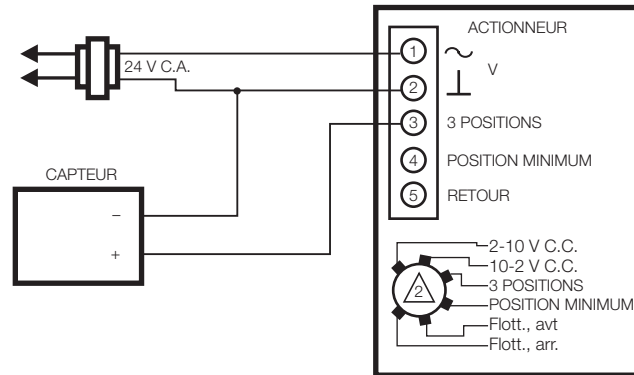 ACTIONNEUR
24 V C.A.
1
V
2
3 3 POSITIONS
4 POSITION MINIMUM
5 RETOUR
CAPTEUR
–
+
2-10 V C.C.
10-2 V C.C.
3 POSITIONS
2
POSITION MINIMUM
Flott., avt
Flott., arr.